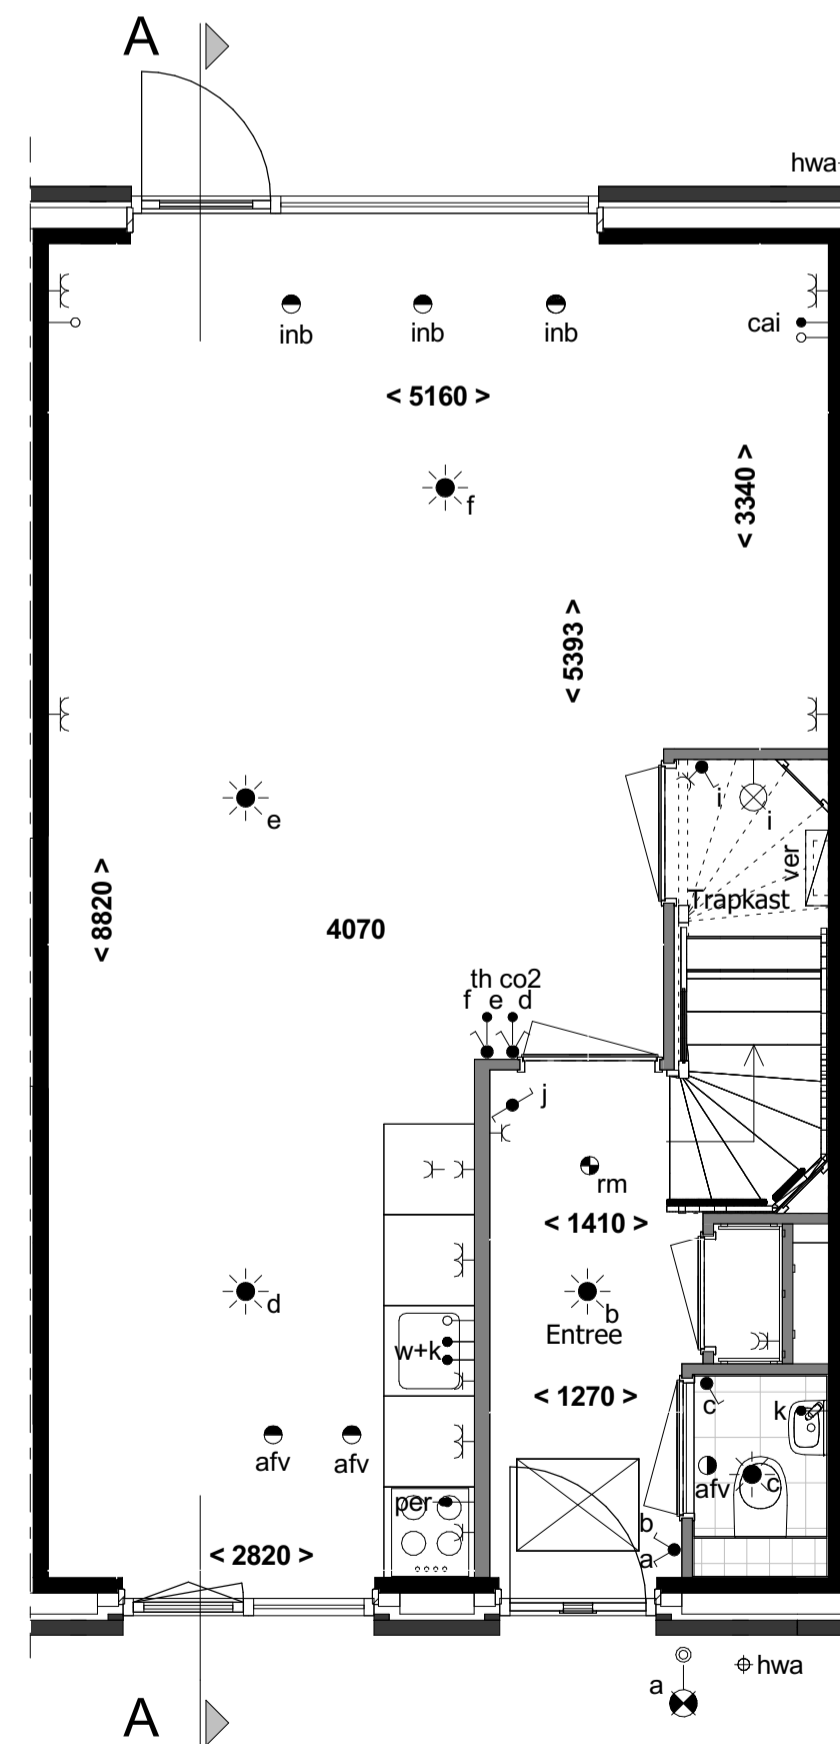 A
hwa
inb inb inb
cai
< 5160 >
< 3340 >
f
< 5393 >
e
i
i
ver
Trapkast
< 8820 >
4070
th co2
f e d
j
rm
< 1410 >
d
b
Entree
w+k
< 1270 >
c
k
afv afv
afv
c
per
b
a
< 2820 >
hwa
a
A